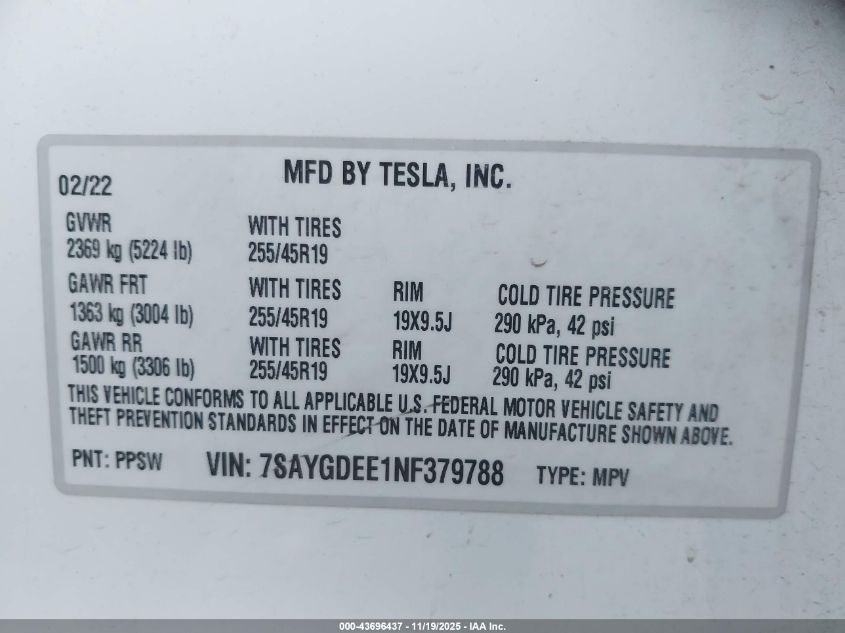 MFD BY TESLA, INC.
02/22
GVWR WITH TIRES
2369 kg (5224 lb) 255/45R19
GAWR FRT WITH TIRES RIM COLD TIRE PRESSURE
1363 kg (3004 lb) 255/45R19 19X9.5J 290 kPa, 42 psi
GAWR RR WITH TIRES RIM COLD TIRE PRESSURE
1500 kg (3306 lb) 255/45R19 19X9.5J 290 kPa, 42 psi
THIS VEHICLE CONFORMS TO ALL APPLICABLE U.S. FEDERAL MOTOR VEHICLE SAFETY AND
THEFT PREVENTION STANDARDS IN EFFECT ON THE DATE OF MANUFACTURE SHOWN ABOVE.
PNT: PPSW VIN: 7SAYGDEE1NF379788 TYPE: MPV
000-43696437 - 11/19/2025 - IAA Inc.